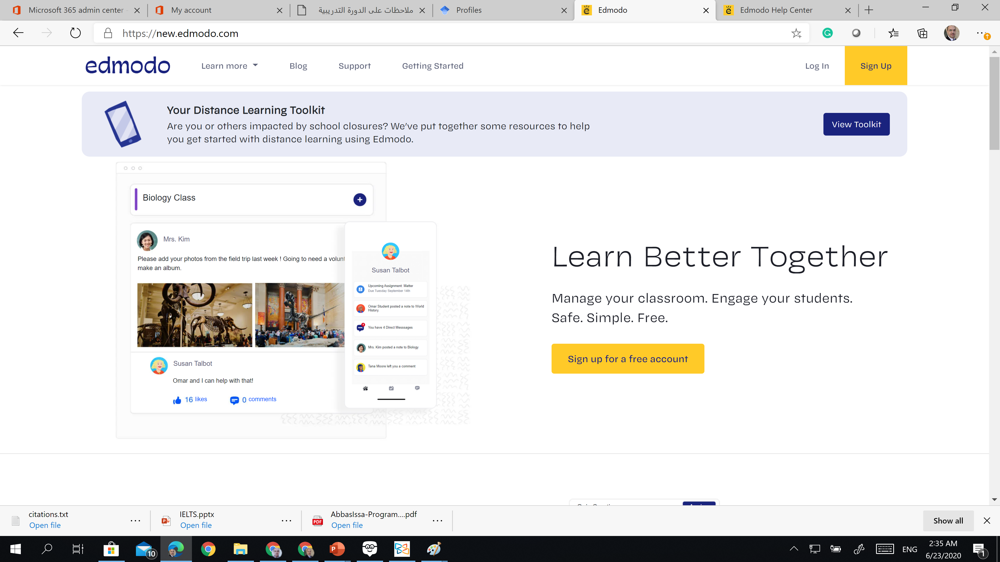 Microsoft 365 admin center -
My account
ملاحظات على الدورة التدريبية
Profiles
Edmodo
Edmodo Help Center
https://new.edmodo.com
edmodo
Learn more
Blog
Support
Getting Started
Log In
Sign Up
Your Distance Learning Toolkit
Are you or others impacted by school closures? We've put together some resources to help
you get started with distance learning using Edmodo.
View Toolkit
Biology Class
Mrs. Kim
Please add your photos from the field trip last week ! Going to need a volunt
make an album.
Susan Talbot
Omar and I can help with that!
16 likes
0 comments
Susan Talbot
Upcoming Assignment: Matter
Due Tuesday September 14th
Omar Student posted a note to World
History.
4
You have 4 Direct Messsages
Mrs. Kim posted a note to Biology
Tana Moore left you a comment
Learn Better Together
Manage your classroom. Engage your students.
Safe. Simple. Free.
Sign up for a free account
citations.txt
Open file
IELTS.pptx
Open file
PDF
AbbasIssa-Program....pdf
Open file
Show all
10
ENG
2:35 AM
6/23/2020
1